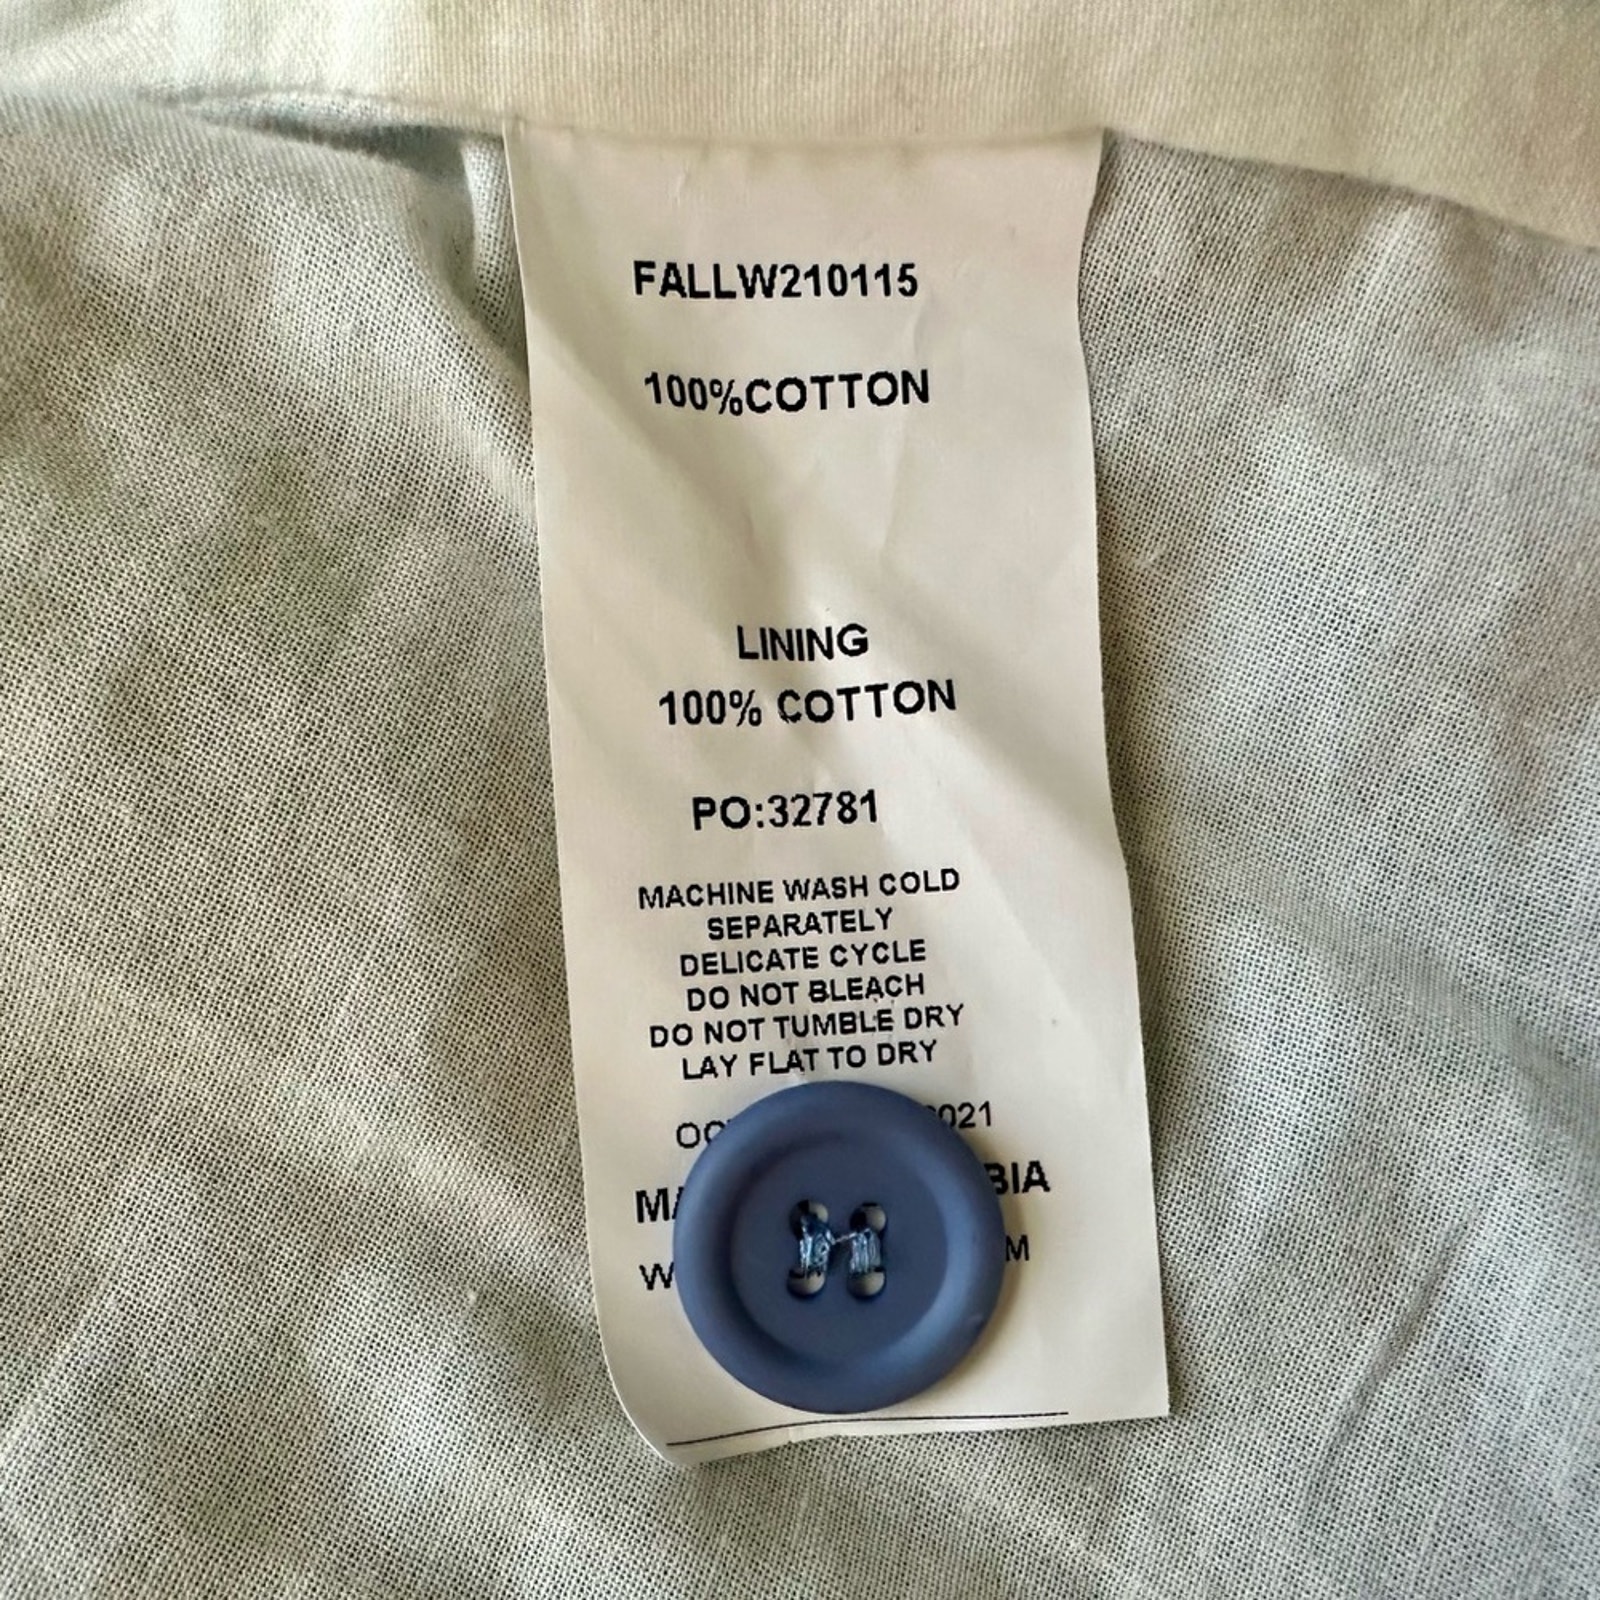 FALLW210115
100%COTTON
LINING
100% COTTON
PO:32781
MACHINE WASH COLD
SEPARATELY
DELICATE CYCLE
DO NOT BLEACH
DO NOT TUMBLE DRY
LAY FLAT TO DRY